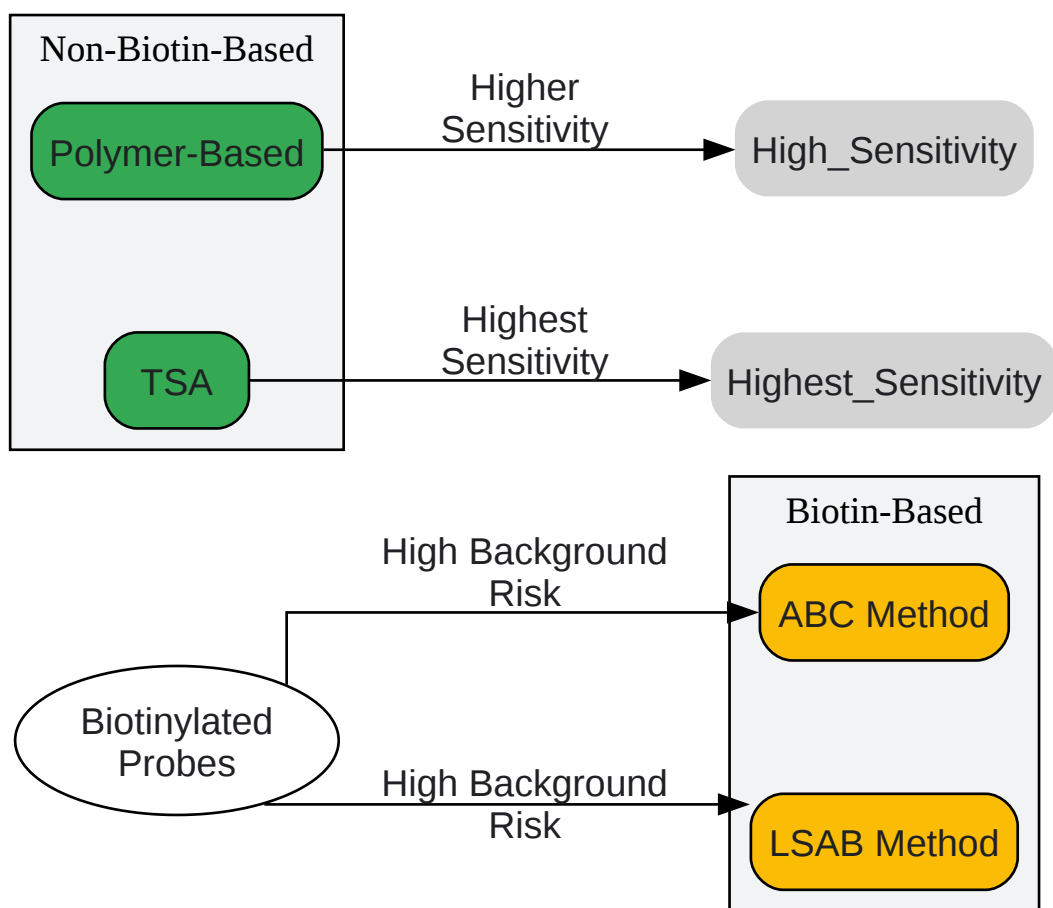 Non-Biotin-Based
Polymer-Based
Higher
Sensitivity
High_Sensitivity
TSA
Highest
Sensitivity
Highest_Sensitivity
Biotin-Based
High Background
Risk
ABC Method
Biotinylated
Probes
High Background
Risk
LSAB Method